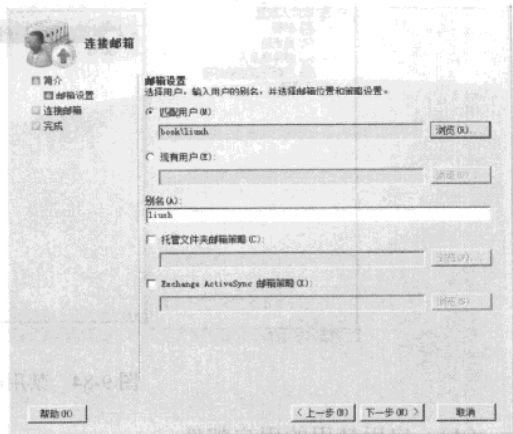 连接邮箱
简介
邮箱设置
连接邮箱
完成
邮箱设置
选择用户，输入用户的别名，并选择邮箱位置和策略设置。
匹配用户(M)
book\liuxh
浏览(R)...
现有用户(E):
浏览(W)...
别名(A):
liuxh
托管文件夹邮箱策略(C):
Exchange ActiveSync 邮箱策略(X):
帮助(H)
< 上一步(B)
下一步(N) >
取消